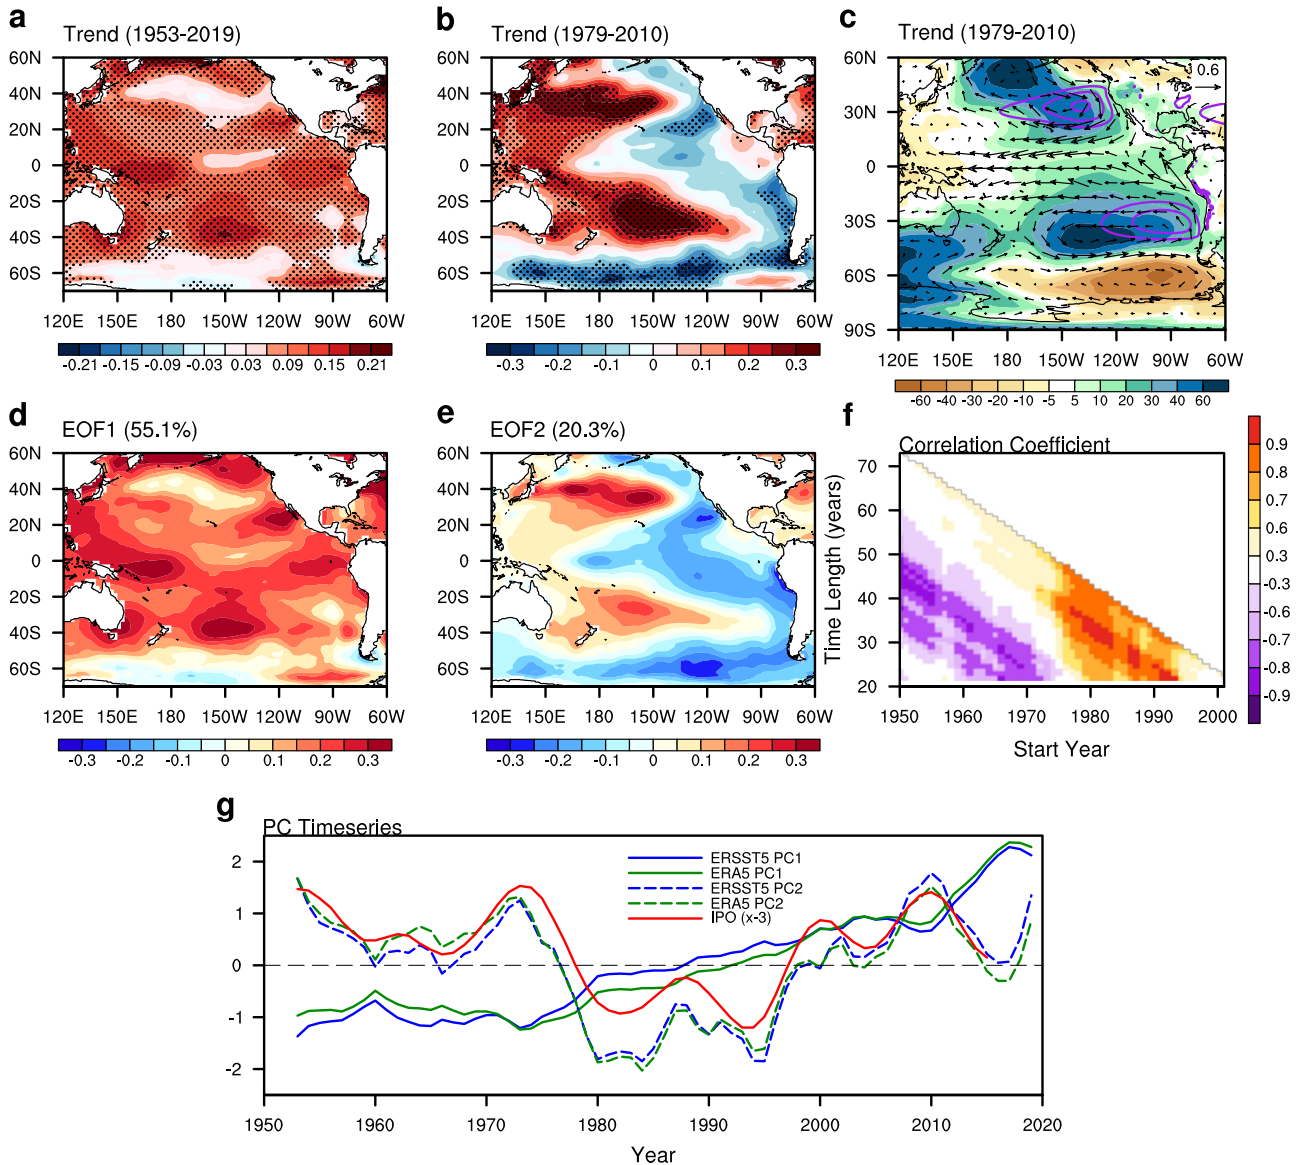 a
Trend (1953-2019)
60N
40N
20N
0
20S
40S
60S
120E 150E 180 150W 120W 90W 60W
-0.21 -0.15 -0.09 -0.03 0.03 0.09 0.15 0.21
b
Trend (1979-2010)
60N
40N
20N
0
20S
40S
60S
120E 150E 180 150W 120W 90W 60W
-0.3 -0.2 -0.1 0 0.1 0.2 0.3
c
Trend (1979-2010)
0.6
60N
30N
0
30S
60S
90S
120E 150E 180 150W 120W 90W 60W
-60 -40 -30 -20 -10 -5 5 10 20 30 40 60
d
EOF1 (55.1%)
60N
40N
20N
0
20S
40S
60S
120E 150E 180 150W 120W 90W 60W
-0.3 -0.2 -0.1 0 0.1 0.2 0.3
e
EOF2 (20.3%)
60N
40N
20N
0
20S
40S
60S
120E 150E 180 150W 120W 90W 60W
-0.3 -0.2 -0.1 0 0.1 0.2 0.3
f
Correlation Coefficient
Time Length (years)
70
60
50
40
30
20
1950 1960 1970 1980 1990 2000
Start Year
0.9
0.8
0.7
0.6
0.3
-0.3
-0.6
-0.7
-0.8
-0.9
g
PC Timeseries
ERSST5 PC1
ERA5 PC1
ERSST5 PC2
ERA5 PC2
IPO (x-3)
2
1
0
-1
-2
1950 1960 1970 1980 1990 2000 2010 2020
Year